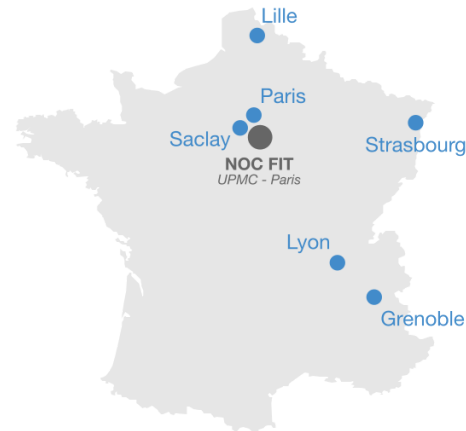 Lille
Paris
Saclay
Strasbourg
NOC FIT
UPMC - Paris
Lyon
Grenoble